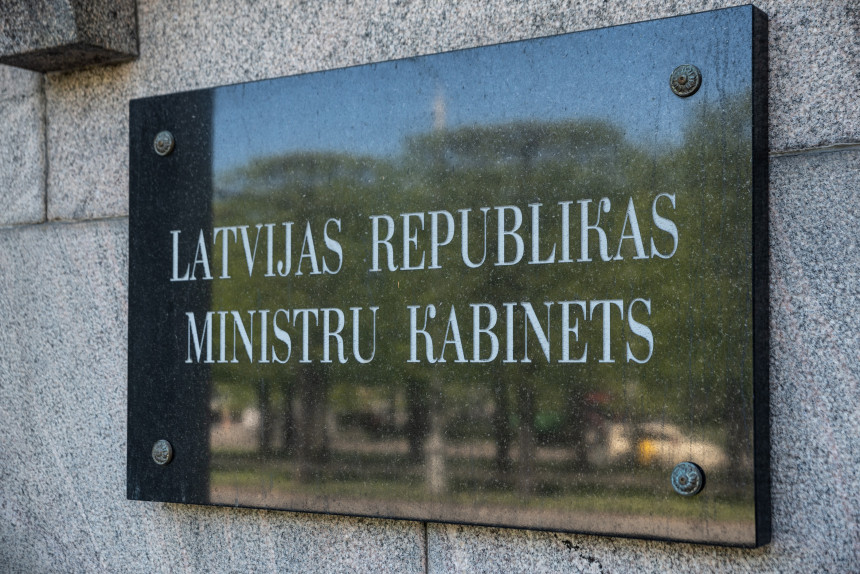 LATVIJAS REPUBLIKAS
MINISTRU KABINETS